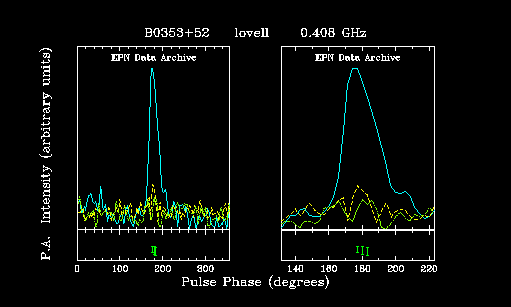 B0353+52 lovell 0.408 GHz
EPN Data Archive EPN Data Archive
P.A. Intensity (arbitrary units)
0 100 200 300 140 160 180 200 220
Pulse Phase (degrees)